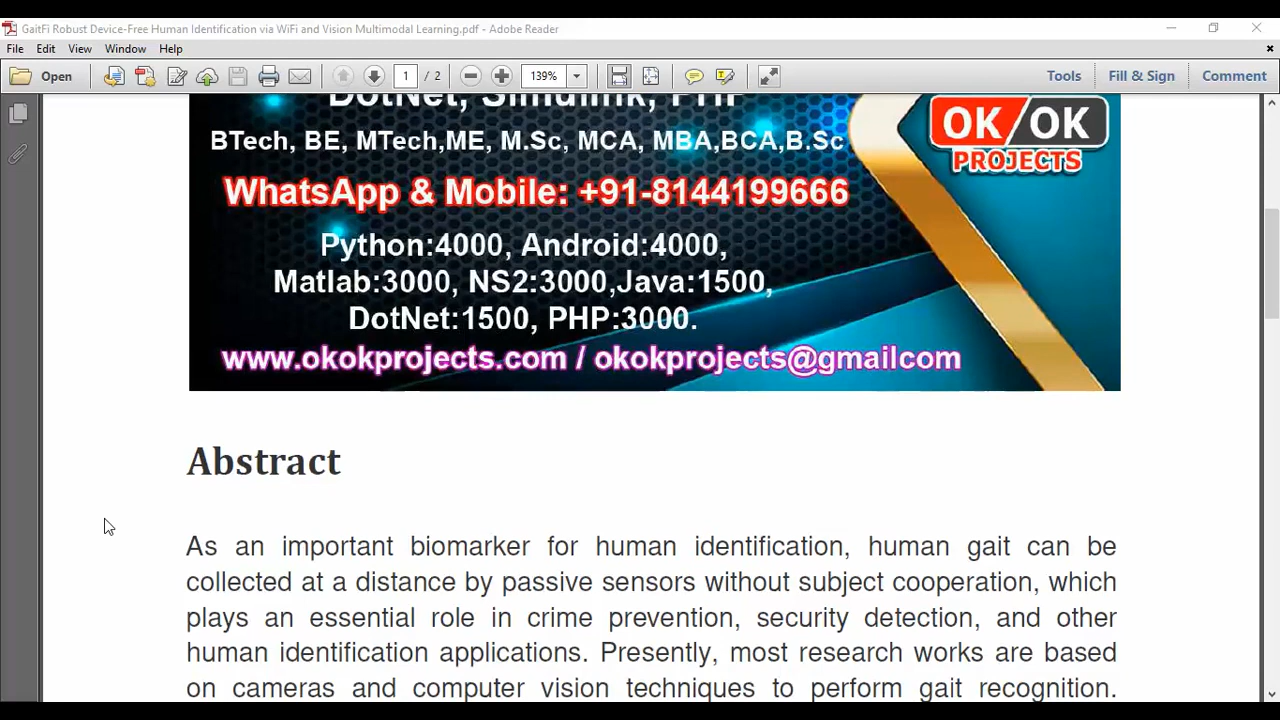 GaitFi Robust Device-Free Human Identification via WiFi and Vision Multimodal Learning.pdf - Adobe Reader
File Edit View Window Help
Open 1 / 2 139% Tools Fill & Sign Comment
DotNet, Simulink, PHP
BTech, BE, MTech,ME, M.Sc, MCA, MBA,BCA,B.Sc
OK/OK
PROJECTS
WhatsApp & Mobile: +91-8144199666
Python:4000, Android:4000,
Matlab:3000, NS2:3000,Java:1500,
DotNet:1500, PHP:3000.
www.okokprojects.com / okokprojects@gmailcom
Abstract
As an important biomarker for human identification, human gait can be
collected at a distance by passive sensors without subject cooperation, which
plays an essential role in crime prevention, security detection, and other
human identification applications. Presently, most research works are based
on cameras and computer vision techniques to perform gait recognition.